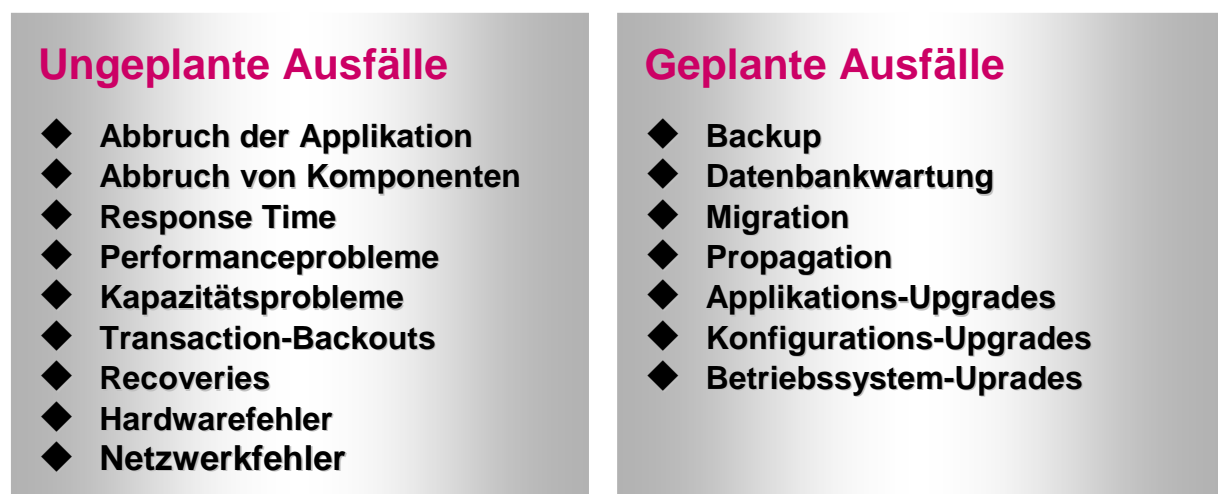 Ungeplante Ausfälle
Abbruch der Applikation
Abbruch von Komponenten
Response Time
Performanceprobleme
Kapazitätsprobleme
Transaction-Backouts
Recoveries
Hardwarefehler
Netzwerkfehler
Geplante Ausfälle
Backup
Datenbankwartung
Migration
Propagation
Applikations-Upgrades
Konfigurations-Upgrades
Betriebssystem-Uprades